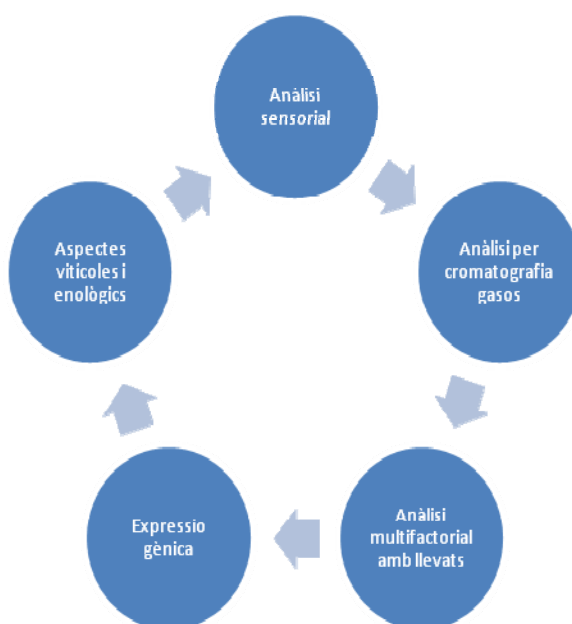 Anàlisi
sensorial
Anàlisi per
cromatografia
gasos
Anàlisi
multifactorial
amb llevats
Expressio
gènica
Aspectes
vitícoles i
enològics